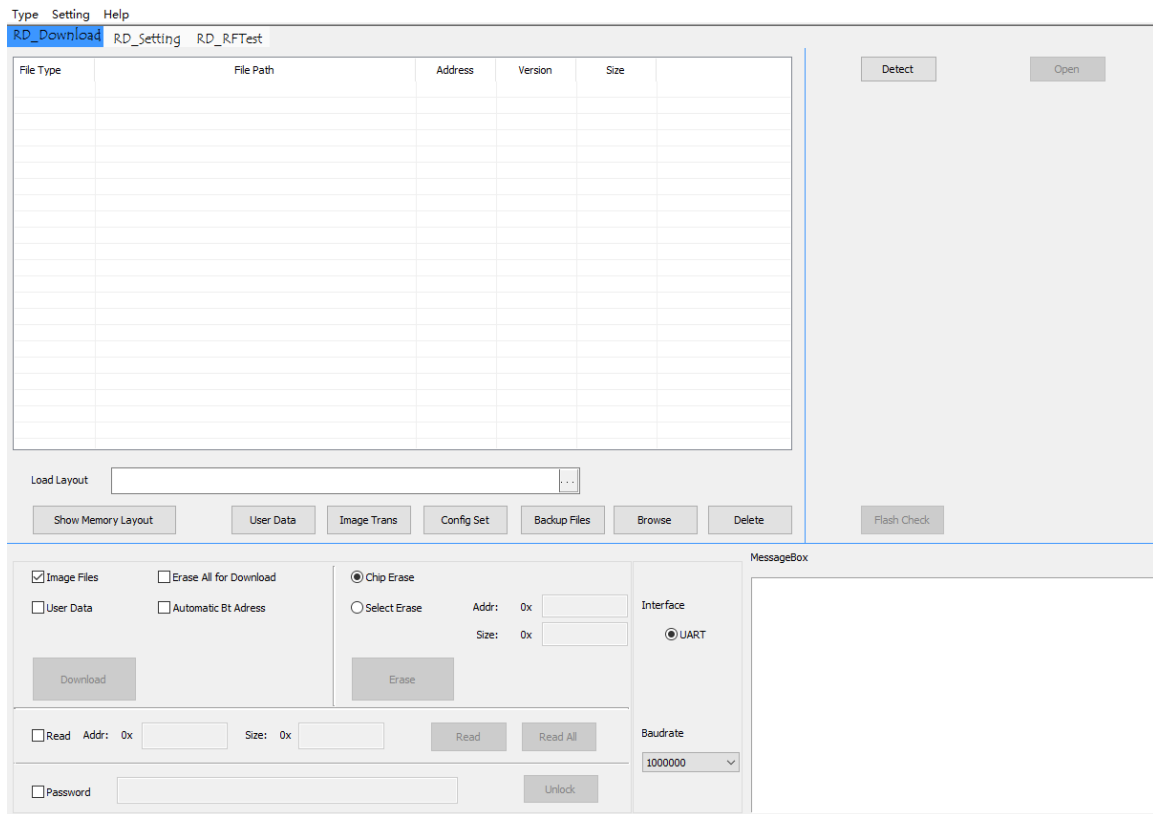 Type Setting Help
RD_Download RD_Setting RD_RFTest
File Type File Path Address Version Size
Detect Open
Load Layout ...
Show Memory Layout User Data Image Trans Config Set Backup Files Browse Delete Flash Check
MessageBox
Image Files Erase All for Download Chip Erase
User Data Automatic Bt Adress Select Erase Addr: 0x Interface
Size: 0x UART
Download Erase
Read Addr: 0x Size: 0x Read Read All Baudrate
1000000
Password Unlock